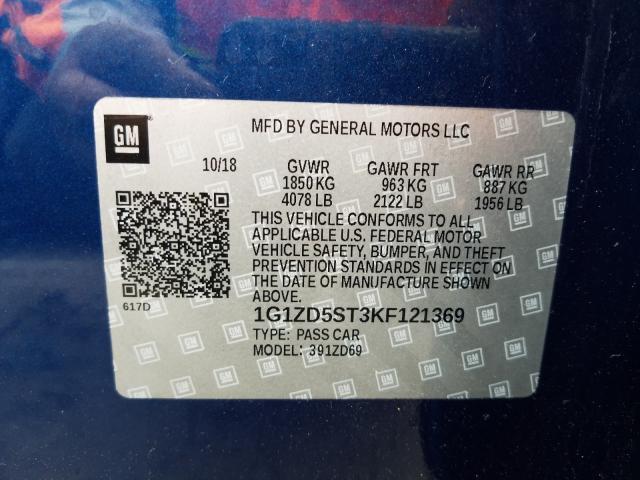 GM
MFD BY GENERAL MOTORS LLC
10/18 GVWR GAWR FRT GAWR RR
1850 KG 963 KG 887 KG
4078 LB 2122 LB 1956 LB
THIS VEHICLE CONFORMS TO ALL
APPLICABLE U.S. FEDERAL MOTOR
VEHICLE SAFETY, BUMPER, AND THEFT
PREVENTION STANDARDS IN EFFECT ON
THE DATE OF MANUFACTURE SHOWN
ABOVE.
617D
1G1ZD5ST3KF121369
TYPE: PASS CAR
MODEL: 391ZD69